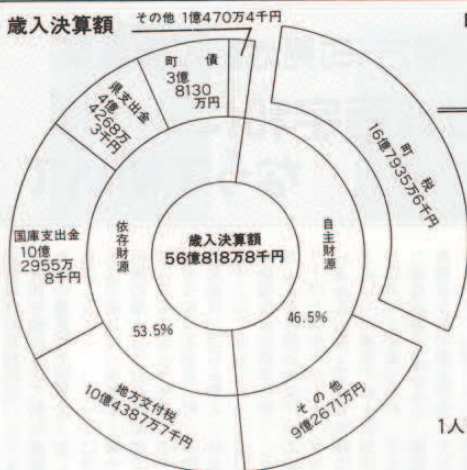 歳入決算額
その他 1億470万4千円
町債
3億
8130
万円
県支出金
4億
4268万
3千円
町税
16億7935万6千円
国庫支出金
10億
2955万
8千円
依存財源
53.5%
歳入決算額
56億818万8千円
自主財源
46.5%
地方交付税
10億4387万7千円
その他
9億2671万円
1人